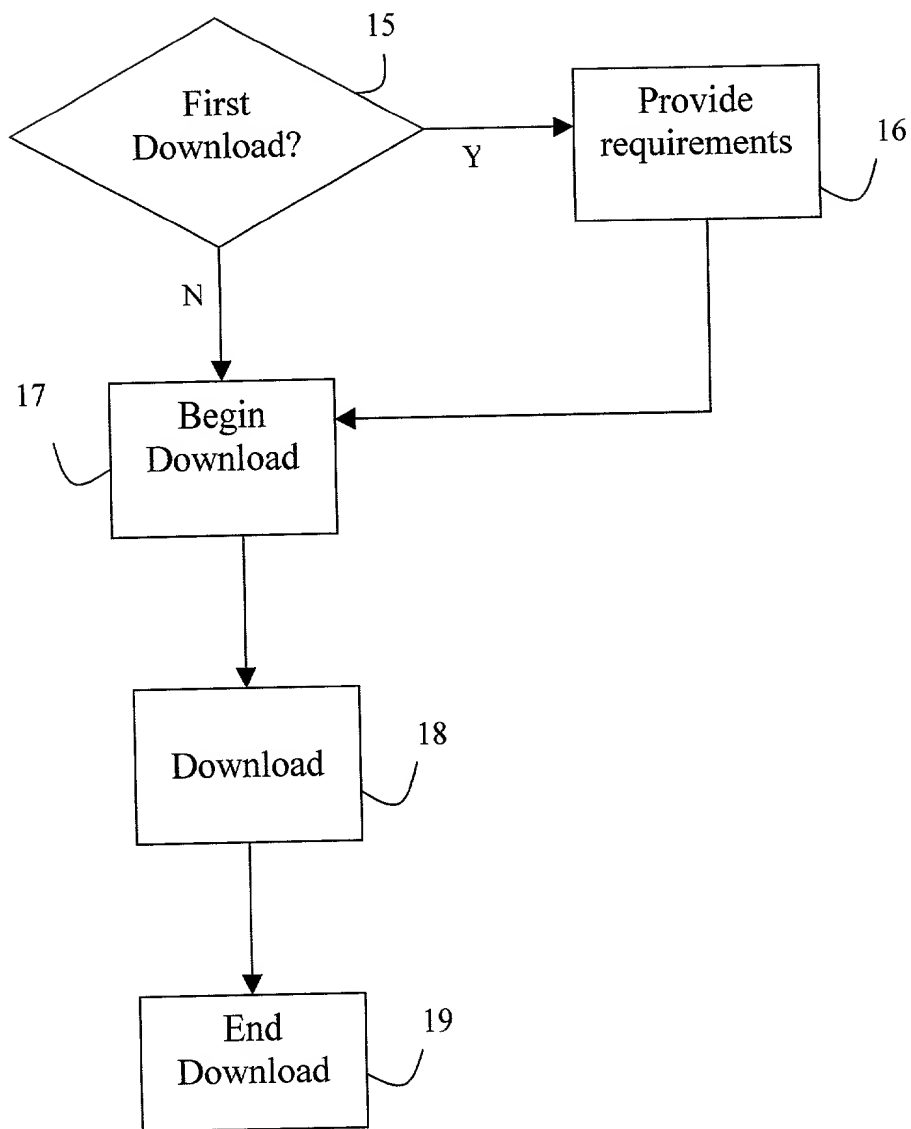 15
First
Download?
Y
Provide
requirements
16
N
17
Begin
Download
Download
18
End
Download
19